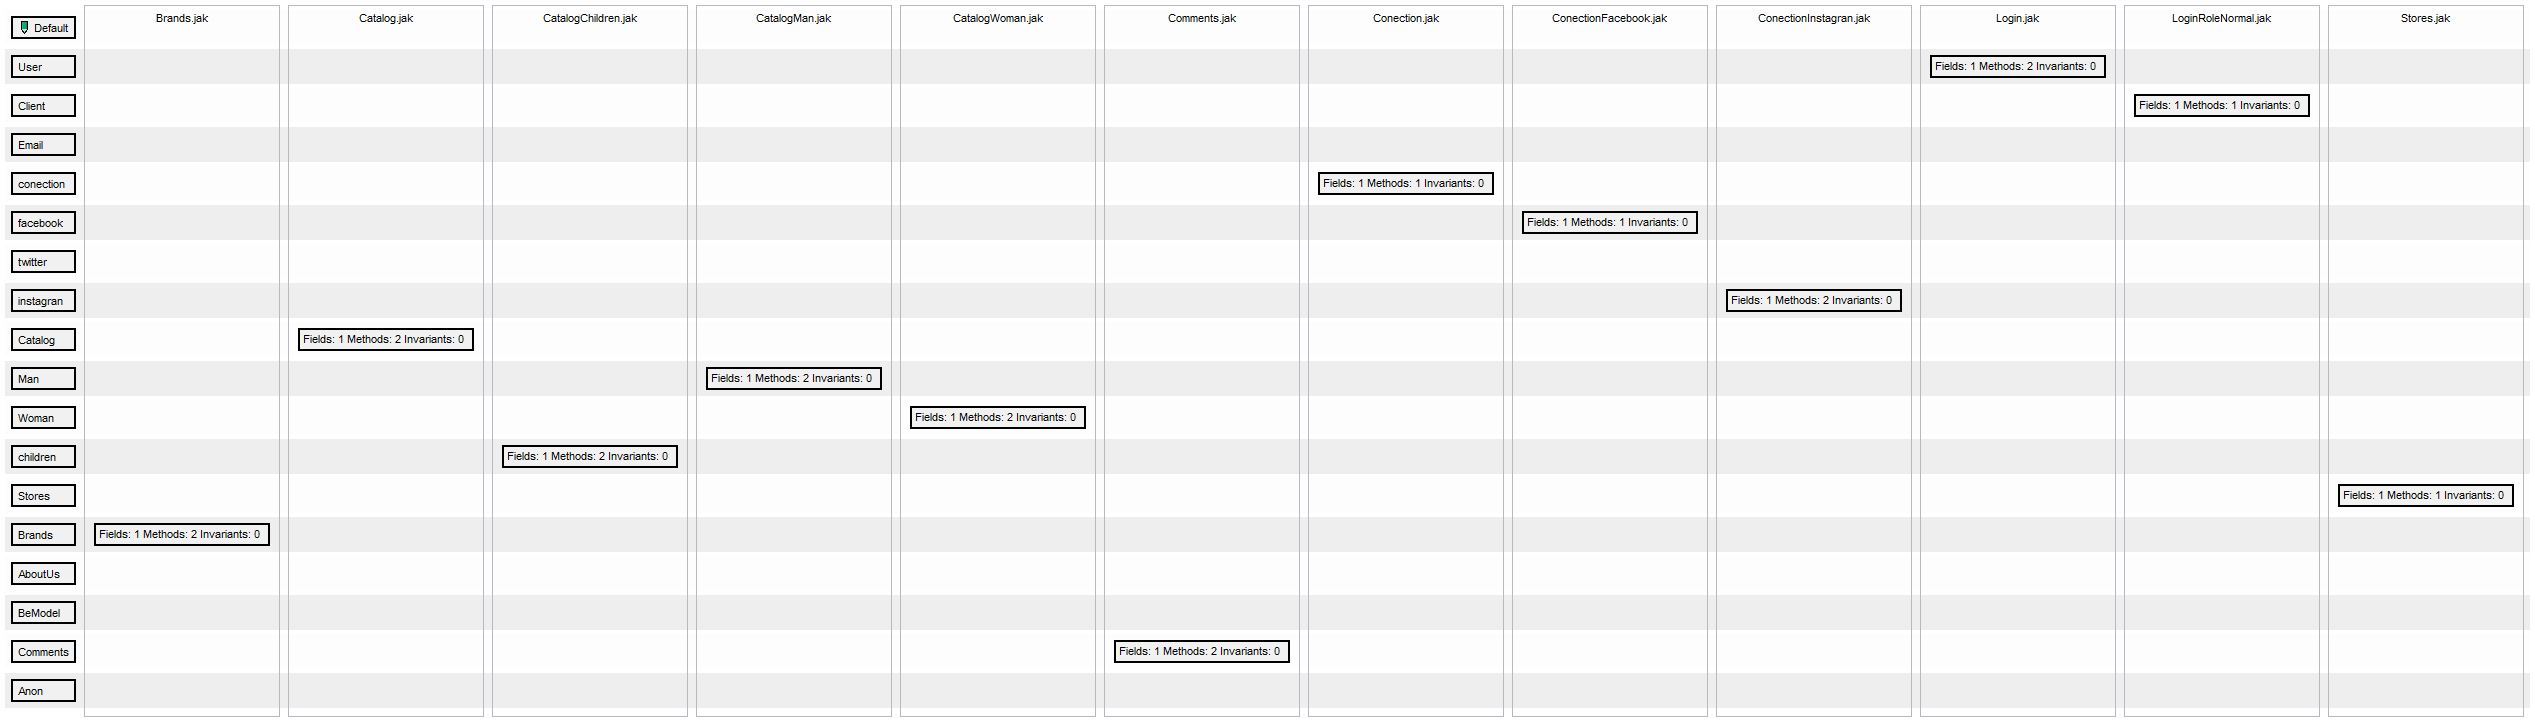 Default Brands.jak Catalog.jak CatalogChildren.jak CatalogMan.jak CatalogWoman.jak Comments.jak Conection.jak ConectionFacebook.jak ConectionInstagran.jak Login.jak LoginRoleNormal.jak Stores.jak
User Fields: 1 Methods: 2 Invariants: 0
Client Fields: 1 Methods: 1 Invariants: 0
Email
conection Fields: 1 Methods: 1 Invariants: 0
facebook Fields: 1 Methods: 1 Invariants: 0
twitter
instagran Fields: 1 Methods: 2 Invariants: 0
Catalog Fields: 1 Methods: 2 Invariants: 0
Man Fields: 1 Methods: 2 Invariants: 0
Woman Fields: 1 Methods: 2 Invariants: 0
children Fields: 1 Methods: 2 Invariants: 0
Stores Fields: 1 Methods: 1 Invariants: 0
Brands Fields: 1 Methods: 2 Invariants: 0
AboutUs
BeModel
Comments Fields: 1 Methods: 2 Invariants: 0
Anon